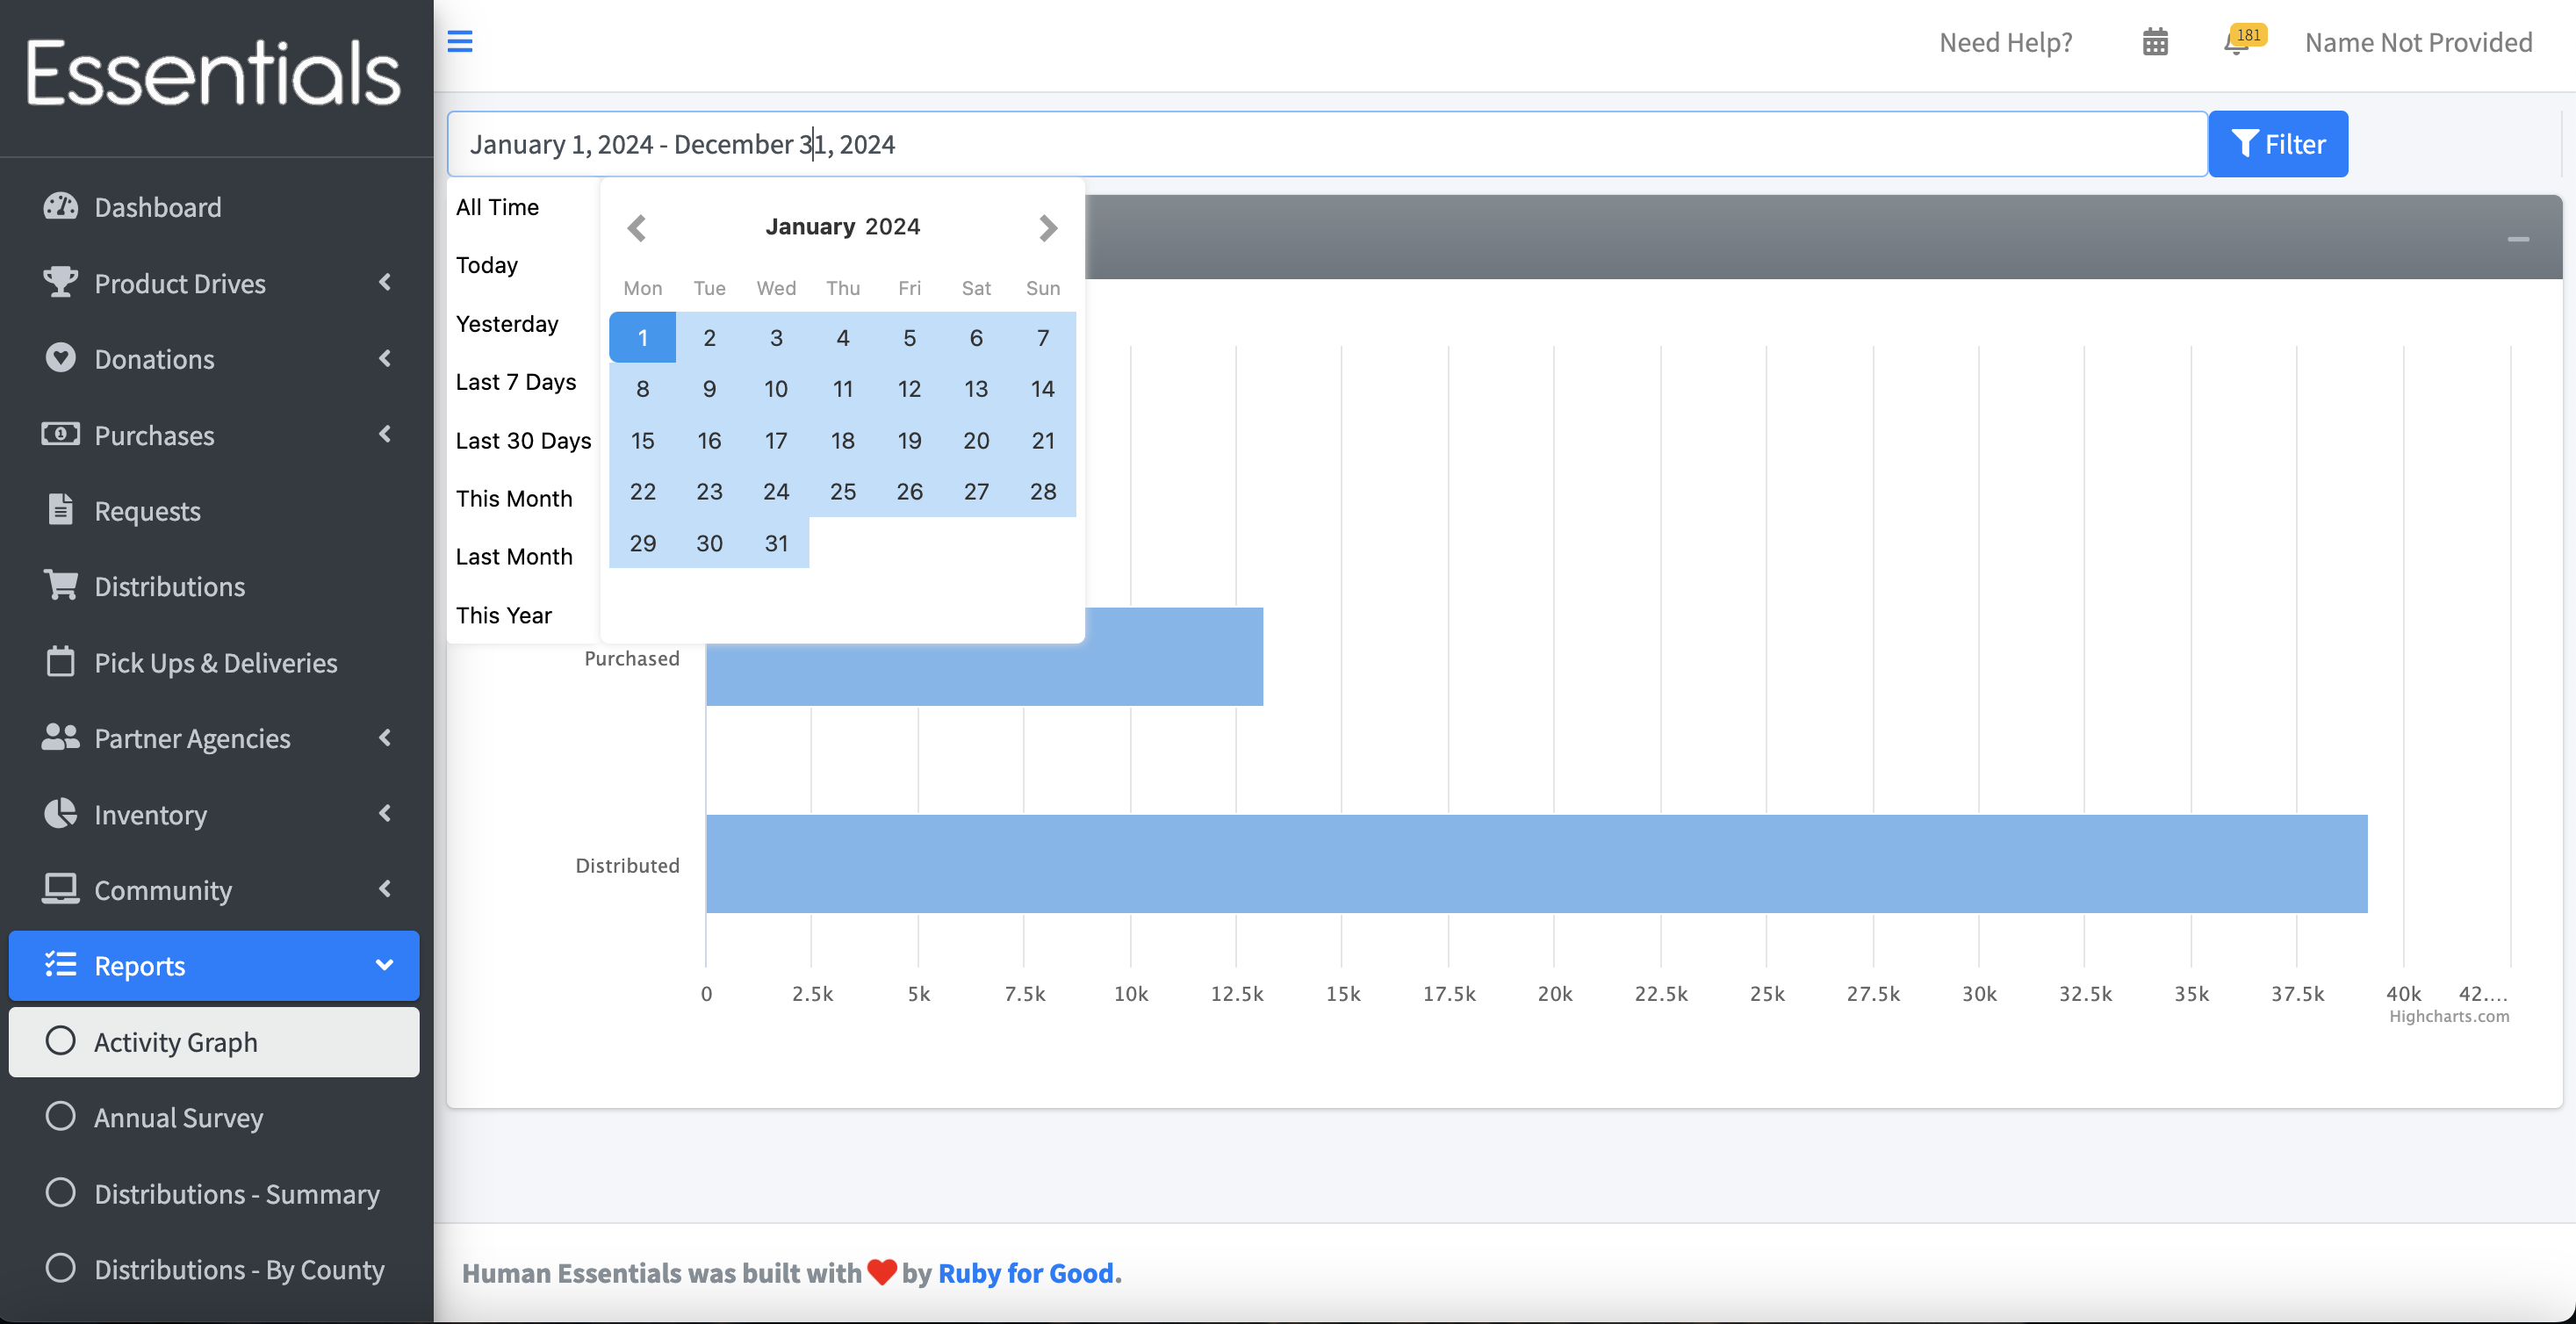 Essentials
Dashboard
Product Drives
Donations
Purchases
Requests
Distributions
Pick Ups & Deliveries
Partner Agencies
Inventory
Community
Reports
Activity Graph
Annual Survey
Distributions - Summary
Distributions - By County
Need Help?
181
Name Not Provided
January 1, 2024 - December 31, 2024
Filter
All Time
Today
Yesterday
Last 7 Days
Last 30 Days
This Month
Last Month
This Year
January 2024
Mon Tue Wed Thu Fri Sat Sun
1 2 3 4 5 6 7
8 9 10 11 12 13 14
15 16 17 18 19 20 21
22 23 24 25 26 27 28
29 30 31
Purchased
Distributed
0 2.5k 5k 7.5k 10k 12.5k 15k 17.5k 20k 22.5k 25k 27.5k 30k 32.5k 35k 37.5k 40k 42....
Highcharts.com
Human Essentials was built with ❤ by Ruby for Good.